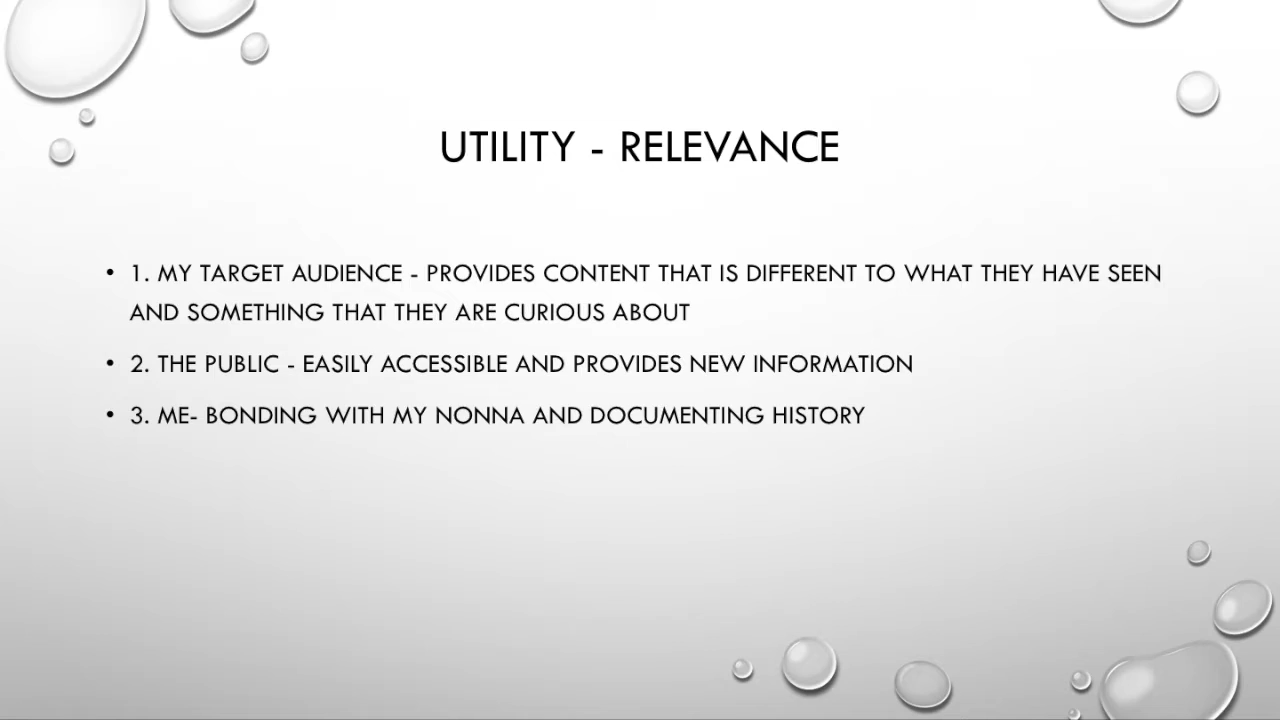 UTILITY - RELEVANCE
• 1. MY TARGET AUDIENCE - PROVIDES CONTENT THAT IS DIFFERENT TO WHAT THEY HAVE SEEN
AND SOMETHING THAT THEY ARE CURIOUS ABOUT
• 2. THE PUBLIC - EASILY ACCESSIBLE AND PROVIDES NEW INFORMATION
• 3. ME- BONDING WITH MY NONNA AND DOCUMENTING HISTORY